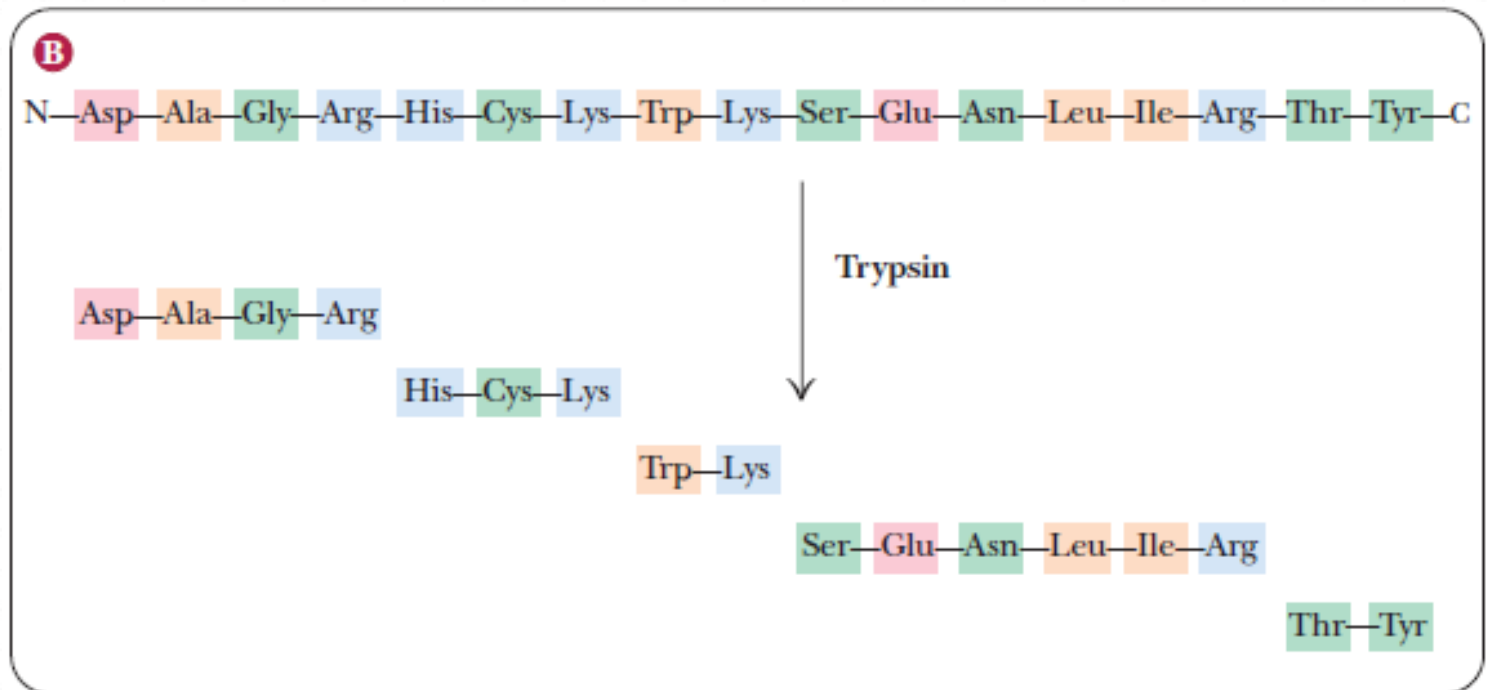 B
N—Asp—Ala—Gly—Arg—His—Cys—Lys—Trp—Lys—Ser—Glu—Asn—Leu—Ile—Arg—Thr—Tyr—C
Trypsin
Asp—Ala—Gly—Arg
His—Cys—Lys
Trp—Lys
Ser—Glu—Asn—Leu—Ile—Arg
Thr—Tyr